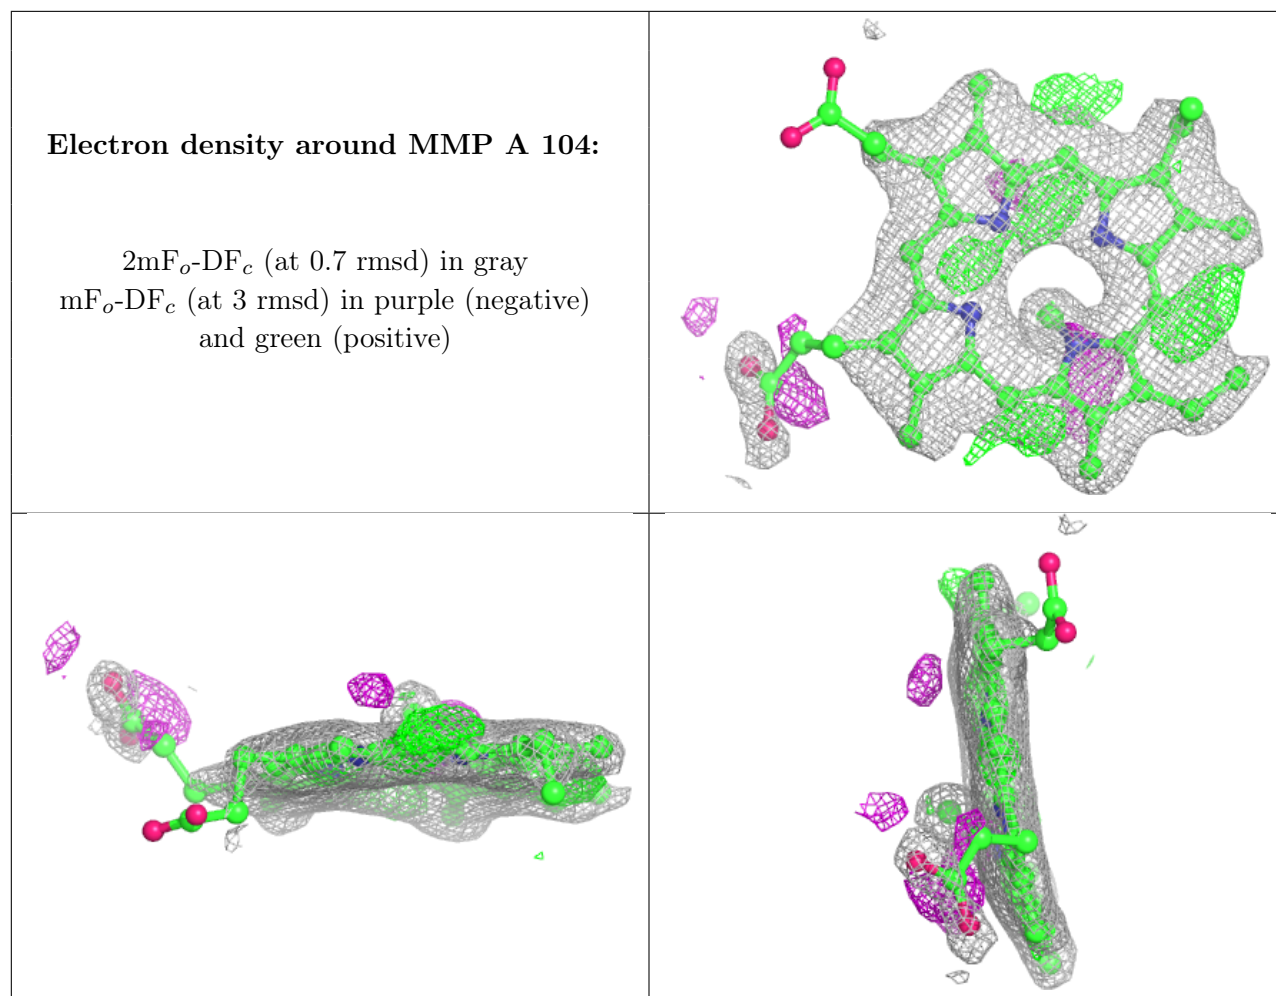 Electron density around MMP A 104:
2mFo-DFc (at 0.7 rmsd) in gray
mFo-DFc (at 3 rmsd) in purple (negative)
and green (positive)